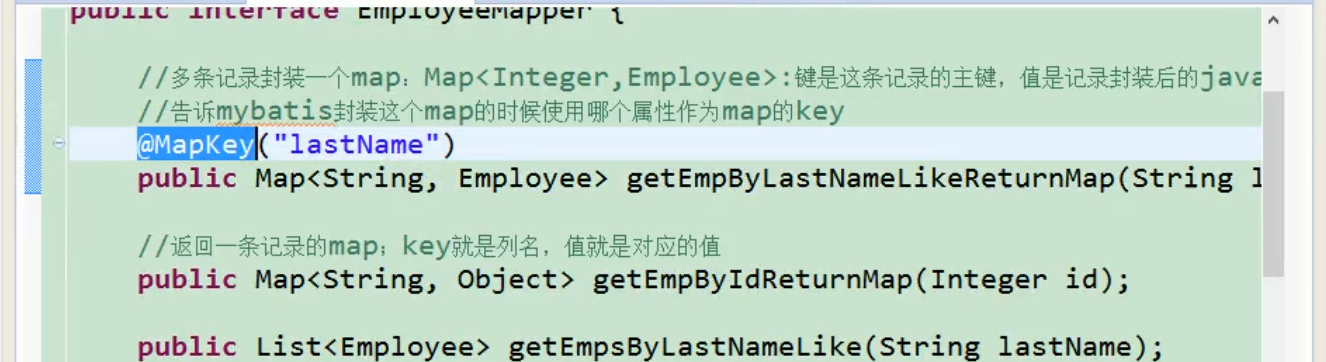 public interface EmployeeMapper {
//多条记录封装一个map：Map<Integer,Employee>:键是这条记录的主键，值是记录封装后的java
//告诉mybatis封装这个map的时候使用哪个属性作为map的key
@MapKey("lastName")
public Map<String, Employee> getEmpByLastNameLikeReturnMap(String l
//返回一条记录的map；key就是列名，值就是对应的值
public Map<String, Object> getEmpByIdReturnMap(Integer id);
public List<Employee> getEmpsByLastNameLike(String lastName);